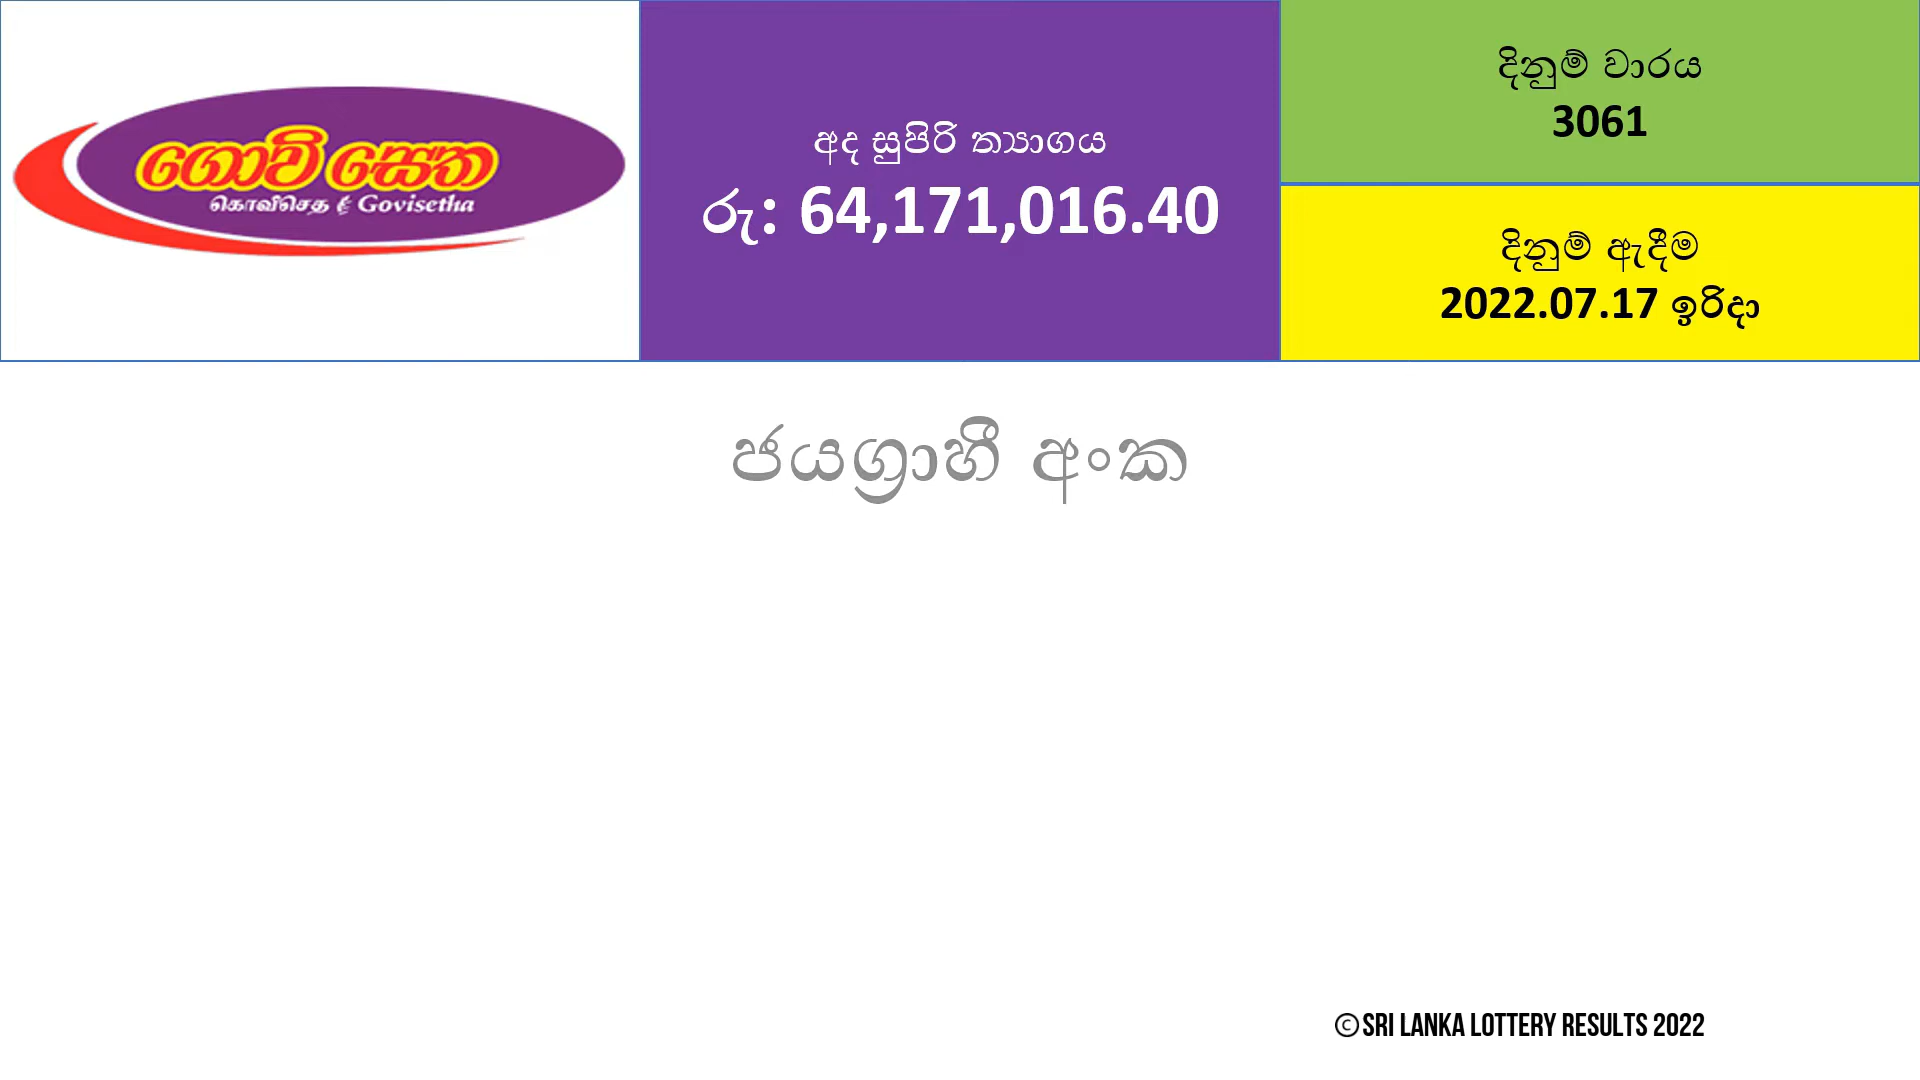 ගොවි සෙත
கொவிசெத Govisetha
අද සුපිරි ත්‍යාගය
රු: 64,171,016.40
දිනුම් වාරය
3061
දිනුම් ඇදීම
2022.07.17 ඉරිදා
ජයග්‍රාහී අංක
©SRI LANKA LOTTERY RESULTS 2022